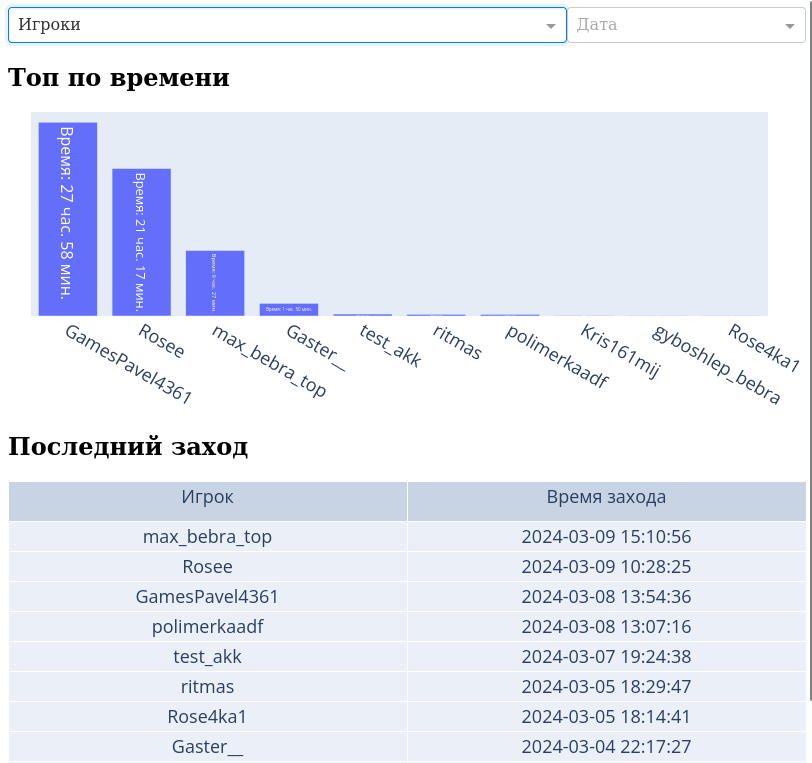 Игроки
Дата
Топ по времени
Время: 27 час. 58 мин.
Время: 21 час. 17 мин.
Время: 9 час. 27 мин.
Время: 1 час. 50 мин.
GamesPavel4361
Rosee
max_bebra_top
Gaster__
test_akk
ritmas
polimerkaadf
Kris161mij
gyboshlep_bebra
Rose4ka1
Последний заход
Игрок Время захода
max_bebra_top 2024-03-09 15:10:56
Rosee 2024-03-09 10:28:25
GamesPavel4361 2024-03-08 13:54:36
polimerkaadf 2024-03-08 13:07:16
test_akk 2024-03-07 19:24:38
ritmas 2024-03-05 18:29:47
Rose4ka1 2024-03-05 18:14:41
Gaster__ 2024-03-04 22:17:27